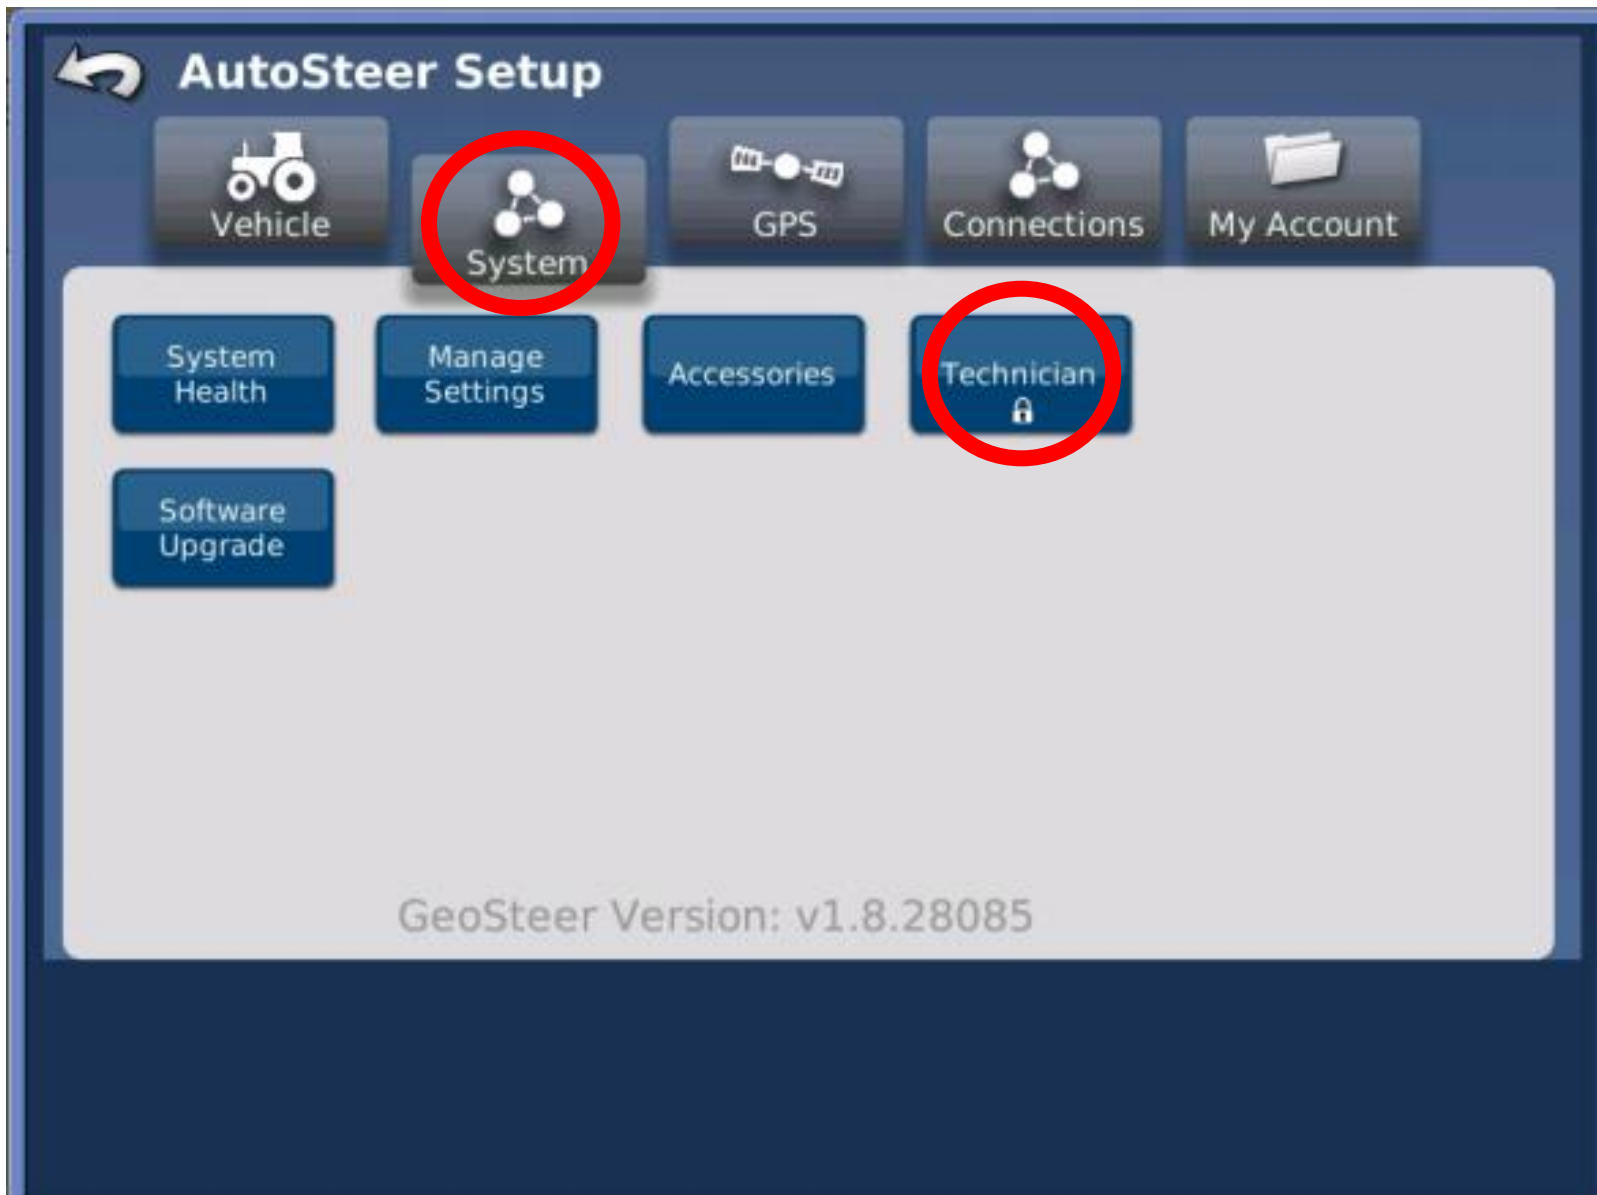 AutoSteer Setup
Vehicle
System
GPS
Connections
My Account
System
Health
Manage
Settings
Accessories
Technician
Software
Upgrade
GeoSteer Version: v1.8.28085